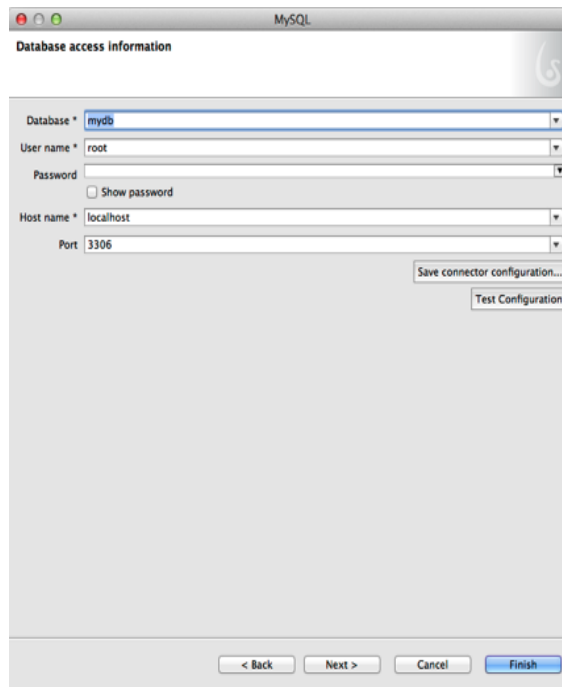 MySQL
Database access information
Database * mydb
User name * root
Password
Show password
Host name * localhost
Port 3306
Save connector configuration...
Test Configuration
< Back Next > Cancel Finish